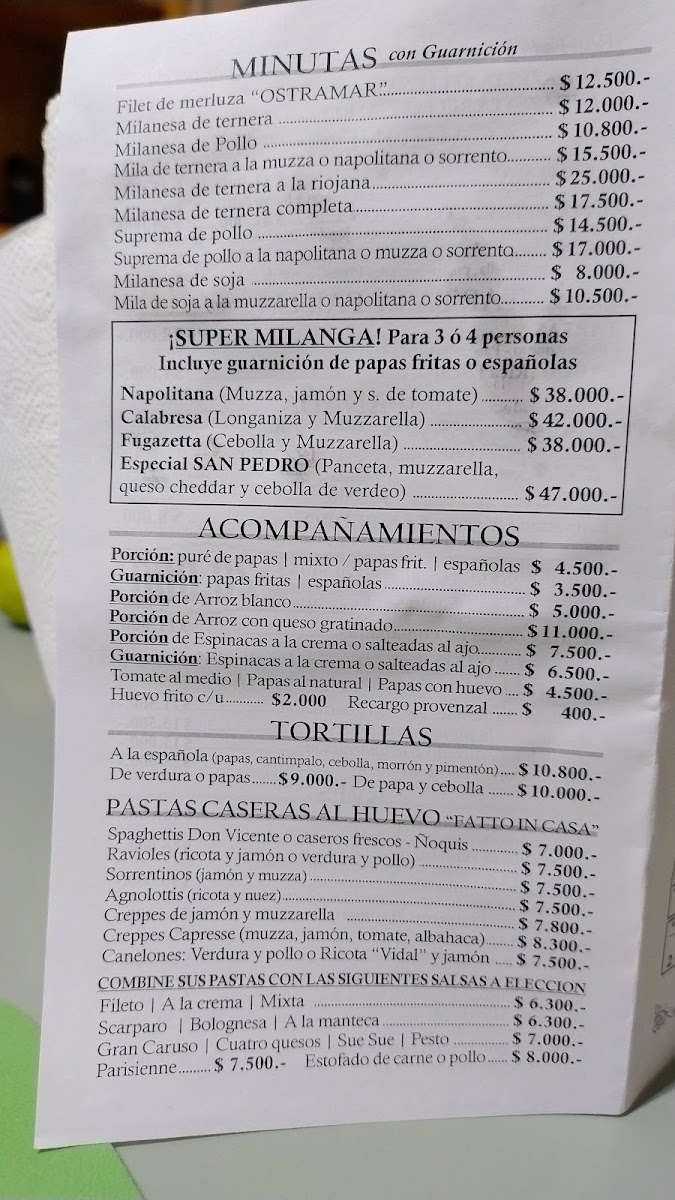 MINUTAS con Guarnición
Filet de merluza “OSTRAMAR” $ 12.500.-
Milanesa de ternera $ 12.000.-
Milanesa de Pollo $ 10.800.-
Mila de ternera a la muzza o napolitana o sorrento $ 15.500.-
Milanesa de ternera a la riojana $ 25.000.-
Milanesa de ternera completa $ 17.500.-
Suprema de pollo $ 14.500.-
Suprema de pollo a la napolitana o muzza o sorrento $ 17.000.-
Milanesa de soja $ 8.000.-
Mila de soja a la muzzarella o napolitana o sorrento $ 10.500.-
¡SUPER MILANGA! Para 3 ó 4 personas
Incluye guarnición de papas fritas o españolas
Napolitana (Muzza, jamón y s. de tomate) $ 38.000.-
Calabresa (Longaniza y Muzzarella) $ 42.000.-
Fugazetta (Cebolla y Muzzarella) $ 38.000.-
Especial SAN PEDRO (Panceta, muzzarella,
queso cheddar y cebolla de verdeo) $ 47.000.-
ACOMPAÑAMIENTOS
Porción: puré de papas | mixto / papas frit. | españolas $ 4.500.-
Guarnición: papas fritas | españolas $ 3.500.-
Porción de Arroz blanco $ 5.000.-
Porción de Arroz con queso gratinado $ 11.000.-
Porción de Espinacas a la crema o salteadas al ajo $ 7.500.-
Guarnición: Espinacas a la crema o salteadas al ajo $ 6.500.-
Tomate al medio | Papas al natural | Papas con huevo $ 4.500.-
Huevo frito c/u $2.000 Recargo provenzal $ 400.-
TORTILLAS
A la española (papas, cantimpalo, cebolla, morrón y pimentón) $ 10.800.-
De verdura o papas $9.000.- De papa y cebolla $ 10.000.-
PASTAS CASERAS AL HUEVO “FATTO IN CASA”
Spaghettis Don Vicente o caseros frescos - Ñoquis $ 7.000.-
Ravioles (ricota y jamón o verdura y pollo) $ 7.500.-
Sorrentinos (jamón y muzza) $ 7.500.-
Agnolottis (ricota y nuez) $ 7.500.-
Creppes de jamón y muzzarella $ 7.800.-
Creppes Capresse (muzza, jamón, tomate, albahaca) $ 8.300.-
Canelones: Verdura y pollo o Ricota “Vidal” y jamón $ 7.500.-
COMBINE SUS PASTAS CON LAS SIGUIENTES SALSAS A ELECCION
Fileto | A la crema | Mixta $ 6.300.-
Scarparo | Bolognesa | A la manteca $ 6.300.-
Gran Caruso | Cuatro quesos | Sue Sue | Pesto $ 7.000.-
Parisienne $ 7.500.- Estofado de carne o pollo $ 8.000.-